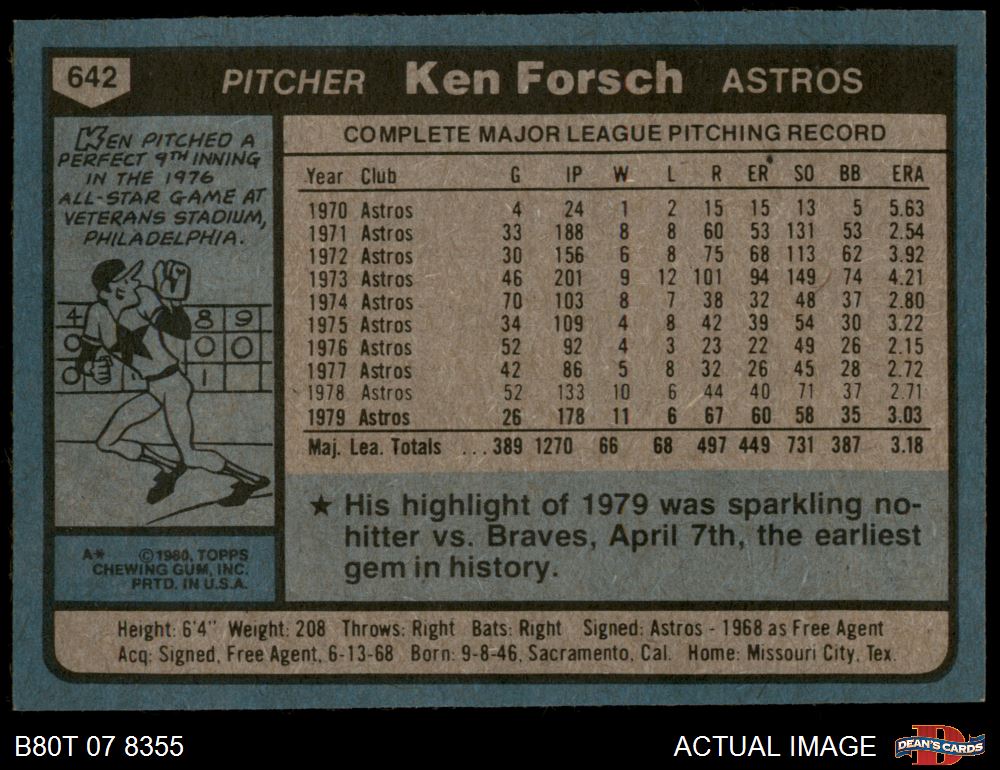 642 PITCHER Ken Forsch ASTROS
KEN PITCHED A
PERFECT 9TH INNING
IN THE 1976
ALL-STAR GAME AT
VETERANS STADIUM,
PHILADELPHIA.
4 8 9
0 0 0
0 1
A* ©1980, TOPPS
CHEWING GUM, INC.
PRTD. IN U.S.A.
COMPLETE MAJOR LEAGUE PITCHING RECORD
Year Club G IP W L R ER SO BB ERA
1970 Astros 4 24 1 2 15 15 13 5 5.63
1971 Astros 33 188 8 8 60 53 131 53 2.54
1972 Astros 30 156 6 8 75 68 113 62 3.92
1973 Astros 46 201 9 12 101 94 149 74 4.21
1974 Astros 70 103 8 7 38 32 48 37 2.80
1975 Astros 34 109 4 8 42 39 54 30 3.22
1976 Astros 52 92 4 3 23 22 49 26 2.15
1977 Astros 42 86 5 8 32 26 45 28 2.72
1978 Astros 52 133 10 6 44 40 71 37 2.71
1979 Astros 26 178 11 6 67 60 58 35 3.03
Maj. Lea. Totals ... 389 1270 66 68 497 449 731 387 3.18
★ His highlight of 1979 was sparkling no-
hitter vs. Braves, April 7th, the earliest
gem in history.
Height: 6'4" Weight: 208 Throws: Right Bats: Right Signed: Astros - 1968 as Free Agent
Acq: Signed, Free Agent, 6-13-68 Born: 9-8-46, Sacramento, Cal. Home: Missouri City, Tex.
B80T 07 8355 ACTUAL IMAGE DEAN'S CARDS